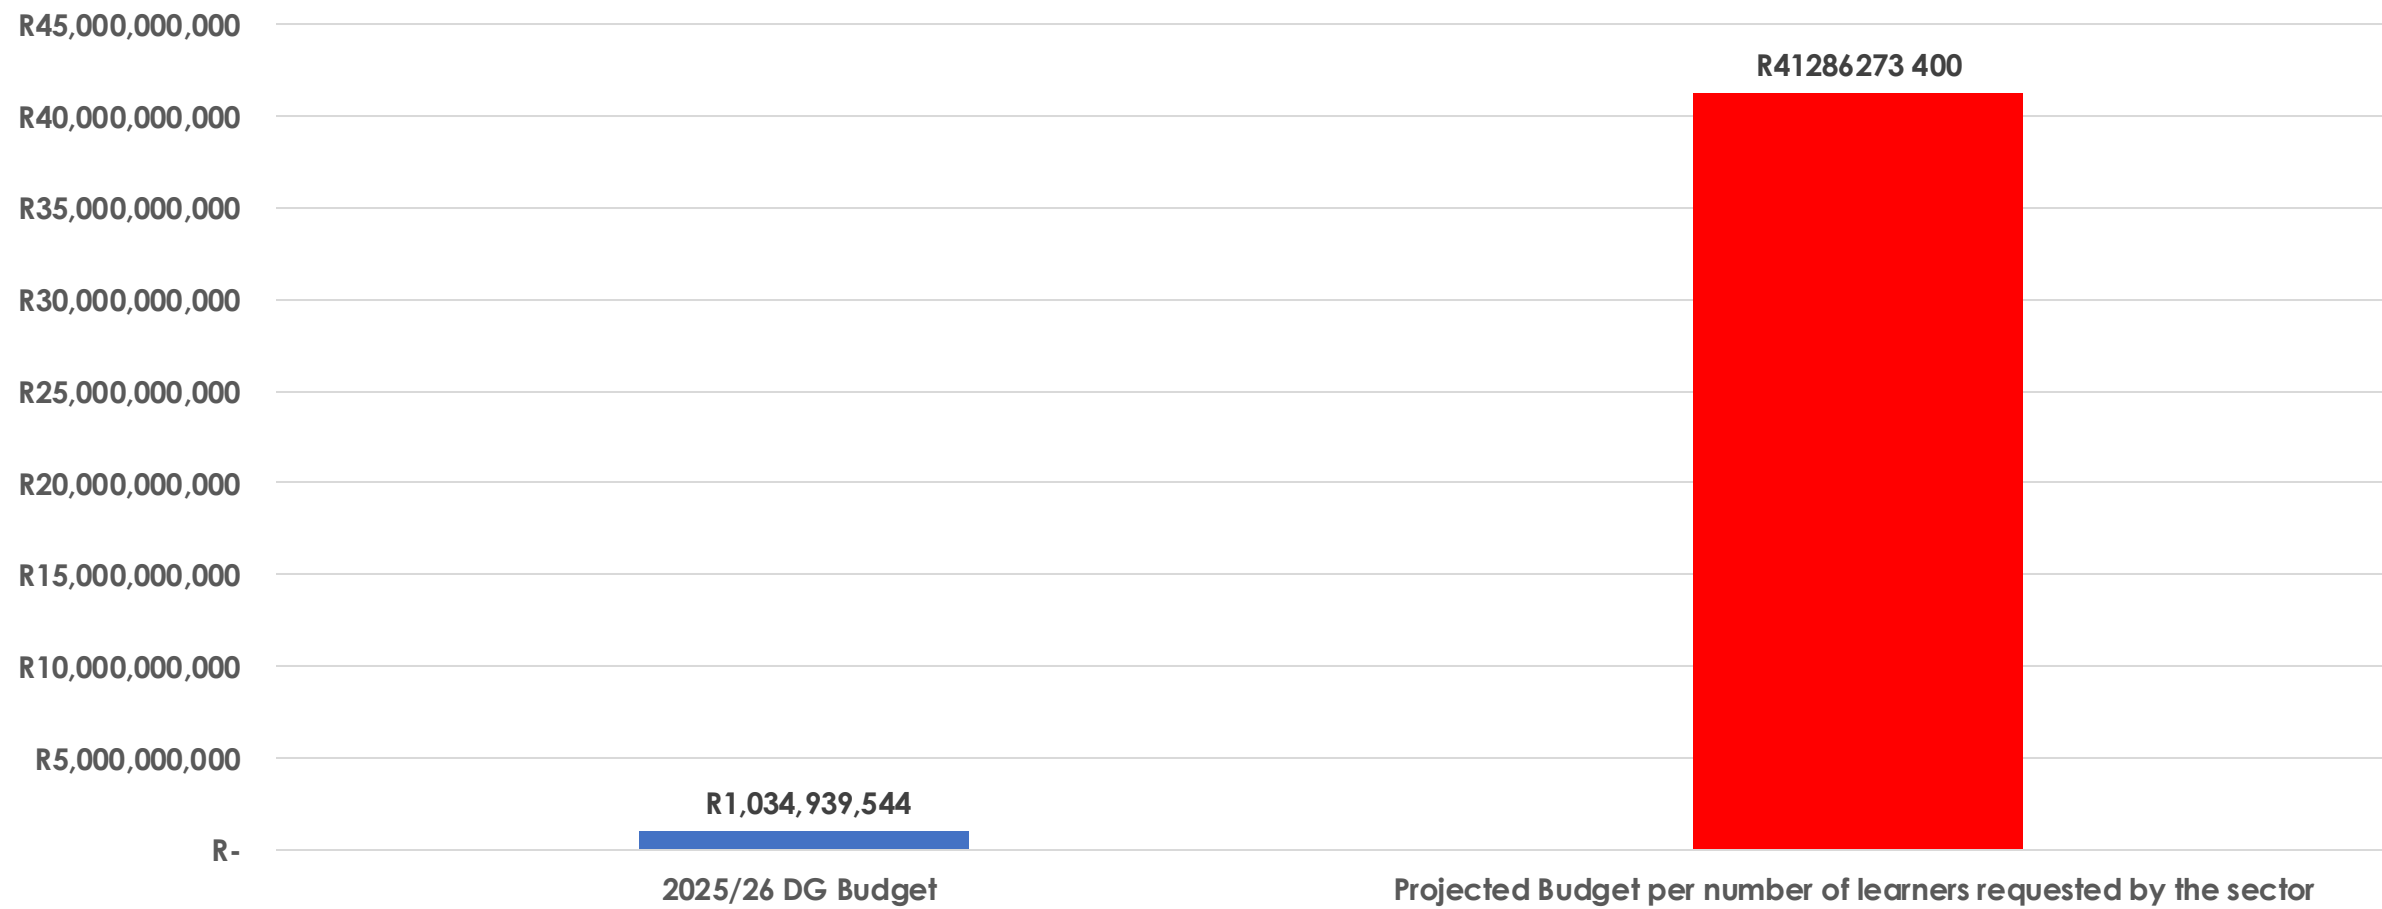 R45,000,000,000
R41286273 400
R40,000,000,000
R35,000,000,000
R30,000,000,000
R25,000,000,000
R20,000,000,000
R15,000,000,000
R10,000,000,000
R5,000,000,000
R1,034,939,544
R-
2025/26 DG Budget
Projected Budget per number of learners requested by the sector